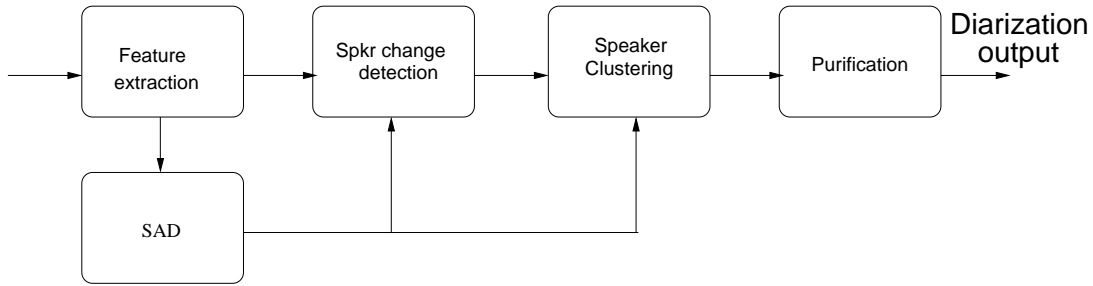 Feature
extraction
Spkr change
detection
Speaker
Clustering
Purification
Diarization
output
SAD